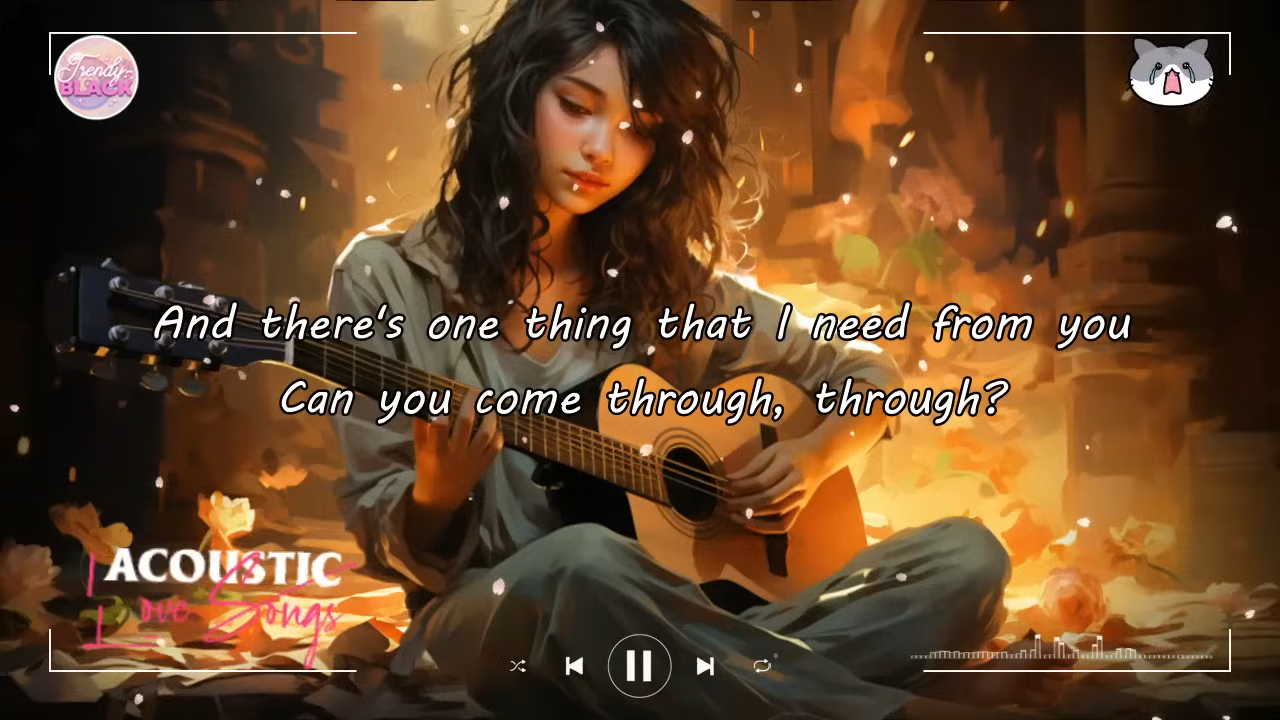 Trendy
BLACK
And there's one thing that I need from you
Can you come through, through?
ACOUSTIC
Love Songs